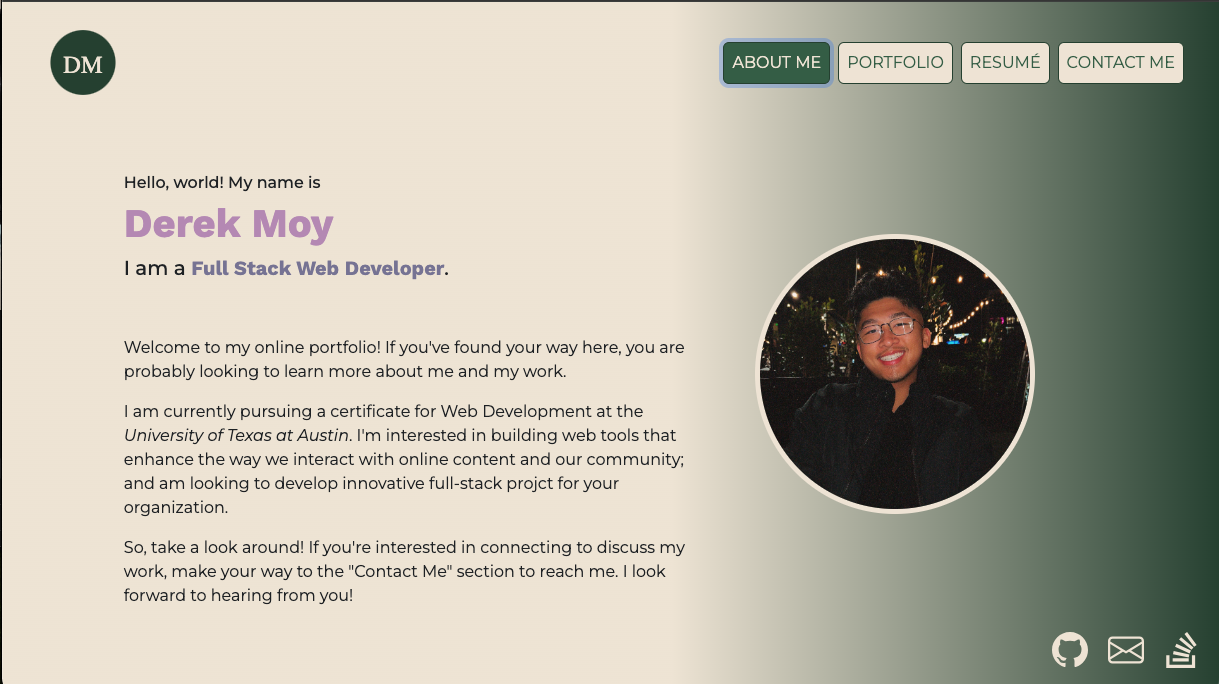 DM
ABOUT ME PORTFOLIO RESUMÉ CONTACT ME
Hello, world! My name is
Derek Moy
I am a Full Stack Web Developer.
Welcome to my online portfolio! If you've found your way here, you are
probably looking to learn more about me and my work.
I am currently pursuing a certificate for Web Development at the
University of Texas at Austin. I'm interested in building web tools that
enhance the way we interact with online content and our community;
and am looking to develop innovative full-stack projct for your
organization.
So, take a look around! If you're interested in connecting to discuss my
work, make your way to the "Contact Me" section to reach me. I look
forward to hearing from you!